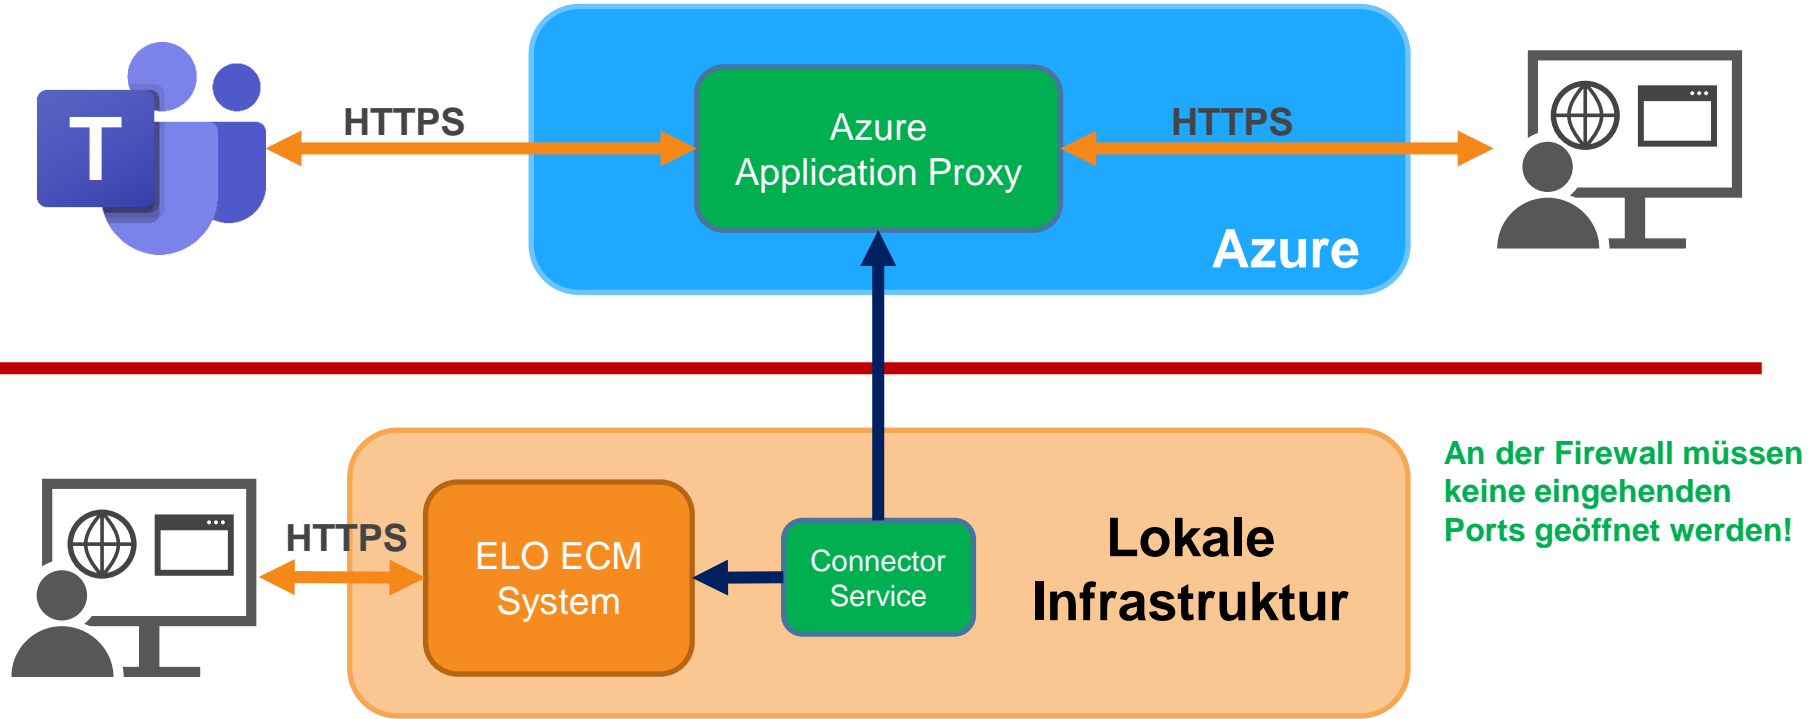 T
HTTPS
Azure
Application Proxy
HTTPS
Azure
An der Firewall müssen
keine eingehenden
Ports geöffnet werden!
HTTPS
ELO ECM
System
Connector
Service
Lokale
Infrastruktur